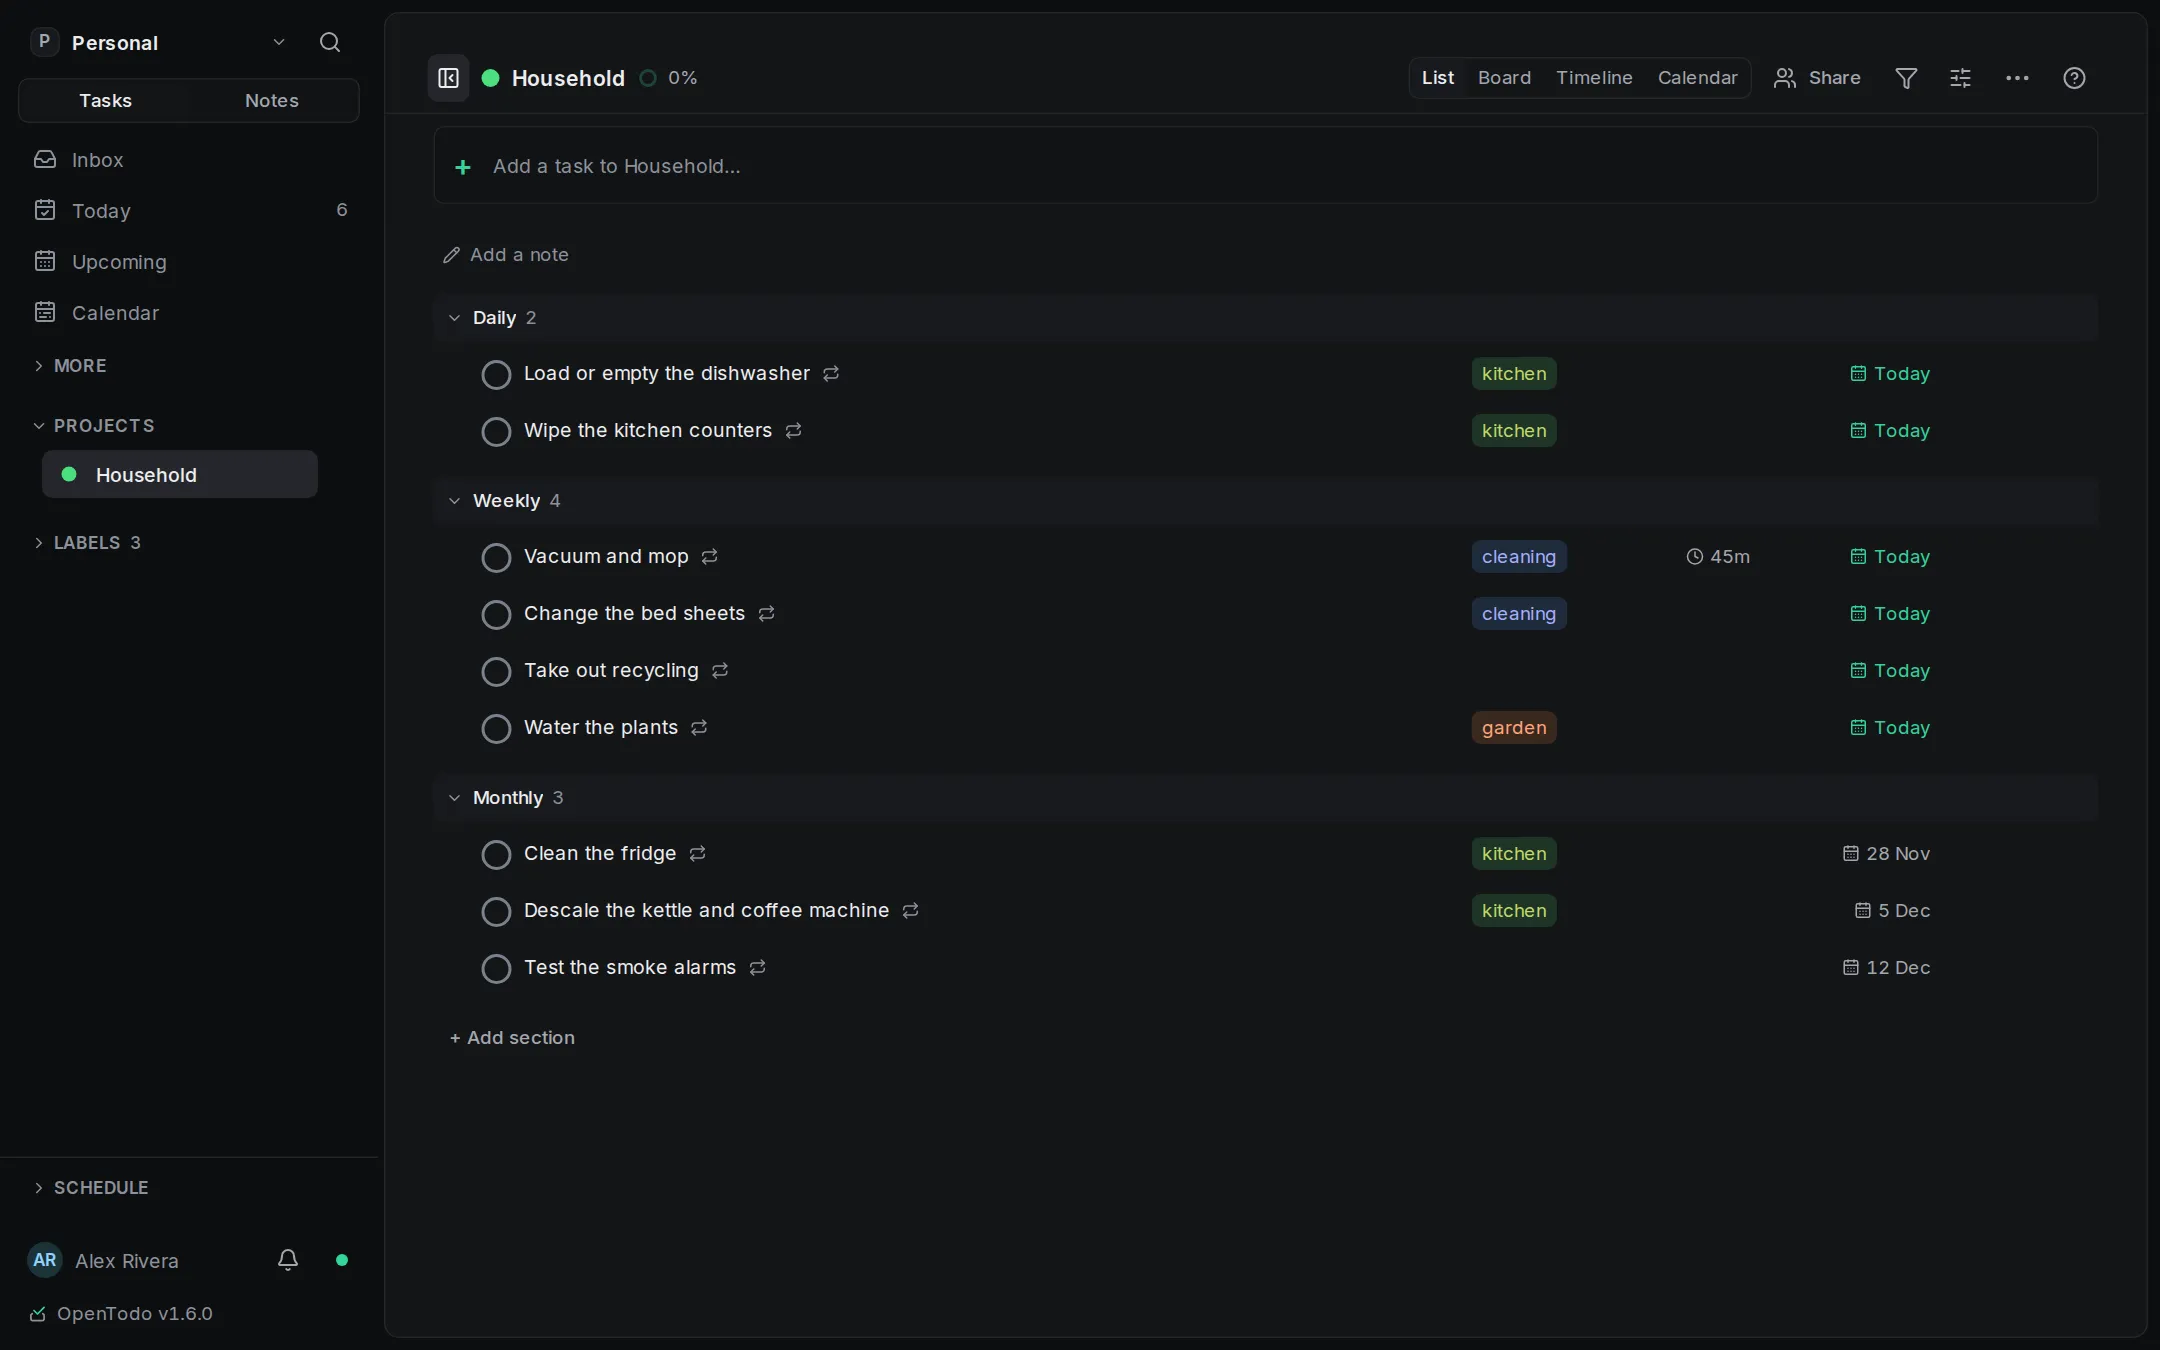 P Personal
Tasks Notes
Inbox
Today 6
Upcoming
Calendar
MORE
PROJECTS
Household
LABELS 3
SCHEDULE
AR Alex Rivera
OpenTodo v1.6.0
Household 0%
List Board Timeline Calendar Share
+ Add a task to Household...
Add a note
Daily 2
Load or empty the dishwasher kitchen Today
Wipe the kitchen counters kitchen Today
Weekly 4
Vacuum and mop cleaning 45m Today
Change the bed sheets cleaning Today
Take out recycling Today
Water the plants garden Today
Monthly 3
Clean the fridge kitchen 28 Nov
Descale the kettle and coffee machine kitchen 5 Dec
Test the smoke alarms 12 Dec
+ Add section